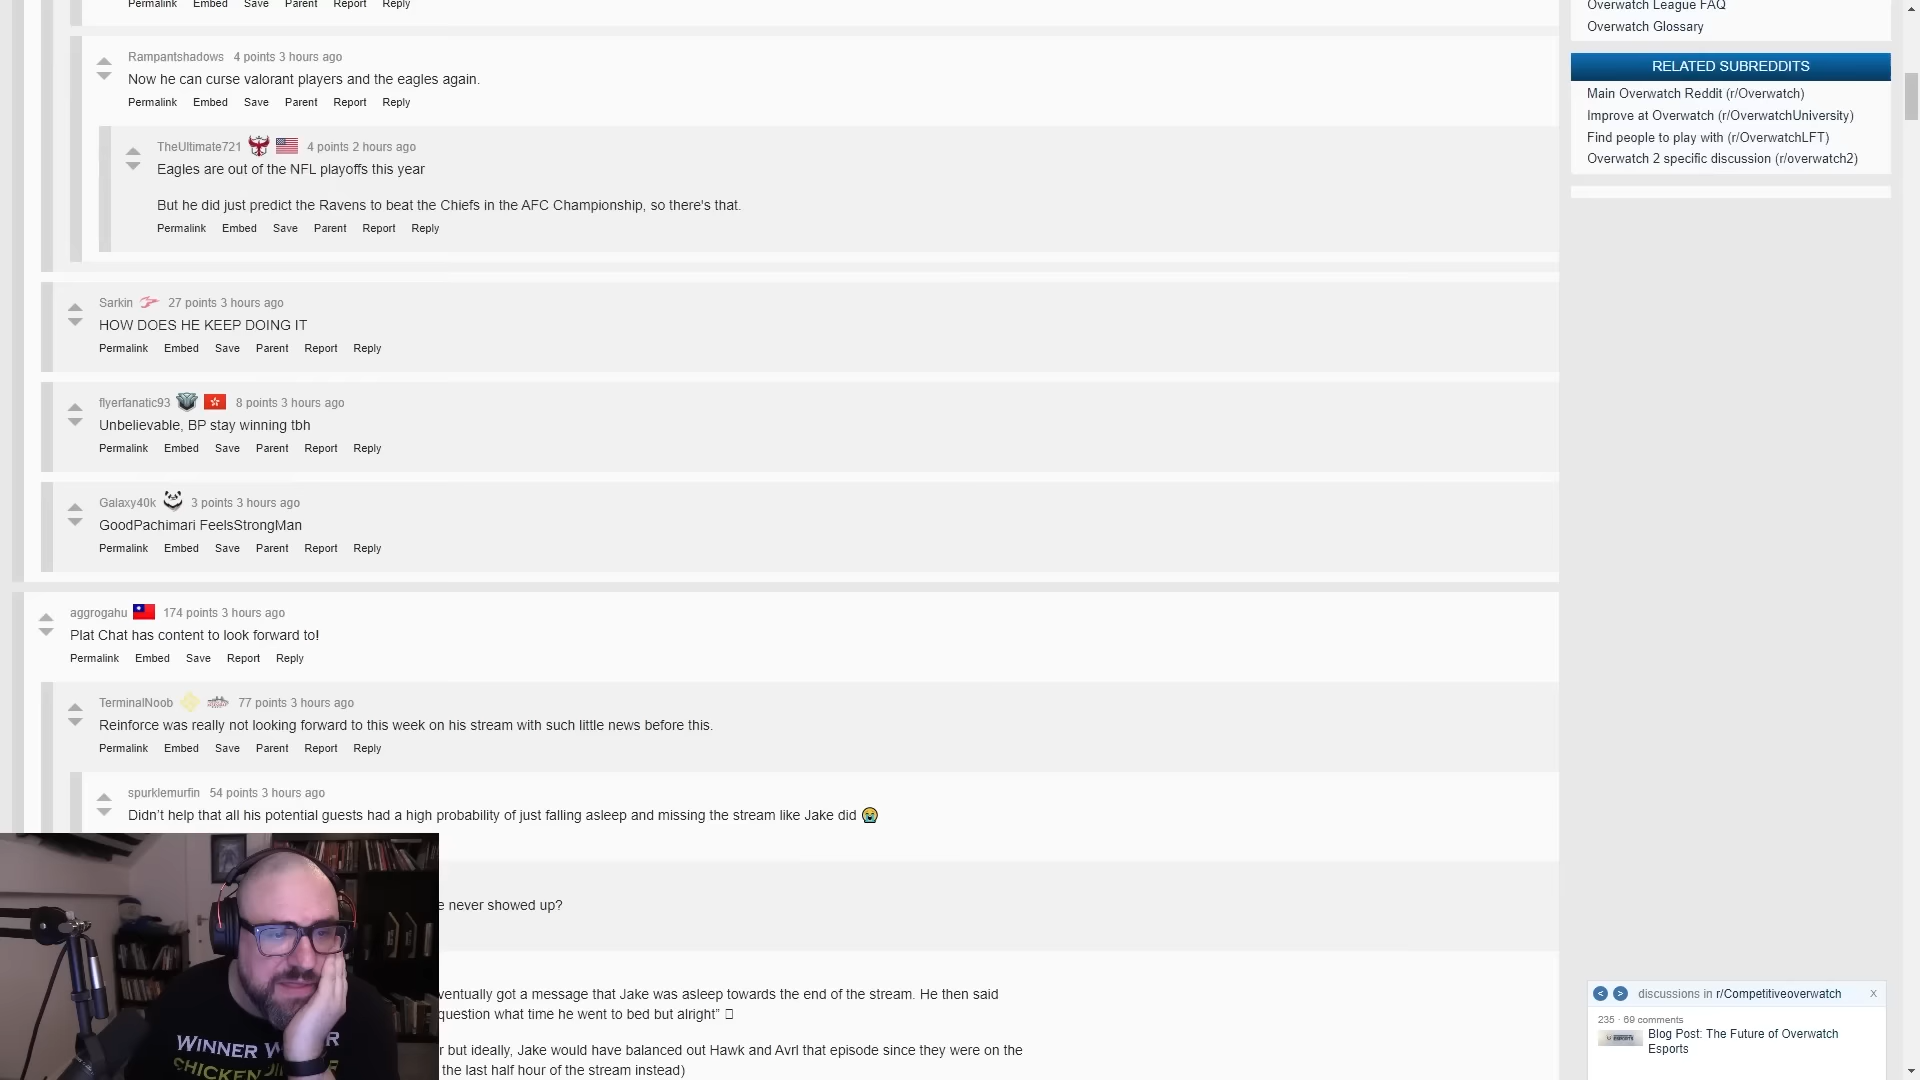 Permalink Embed Save Parent Report Reply
Rampantshadows 4 points 3 hours ago
Now he can curse valorant players and the eagles again.
Permalink Embed Save Parent Report Reply
TheUltimate721 4 points 2 hours ago
Eagles are out of the NFL playoffs this year
But he did just predict the Ravens to beat the Chiefs in the AFC Championship, so there's that.
Permalink Embed Save Parent Report Reply
Sarkin 27 points 3 hours ago
HOW DOES HE KEEP DOING IT
Permalink Embed Save Parent Report Reply
flyerfanatic93 8 points 3 hours ago
Unbelievable, BP stay winning tbh
Permalink Embed Save Parent Report Reply
Galaxy40k 3 points 3 hours ago
GoodPachimari FeelsStrongMan
Permalink Embed Save Parent Report Reply
aggrogahu 174 points 3 hours ago
Plat Chat has content to look forward to!
Permalink Embed Save Report Reply
TerminalNoob 77 points 3 hours ago
Reinforce was really not looking forward to this week on his stream with such little news before this.
Permalink Embed Save Parent Report Reply
spurklemurfin 54 points 3 hours ago
Didn’t help that all his potential guests had a high probability of just falling asleep and missing the stream like Jake did 😭
e never showed up?
ventually got a message that Jake was asleep towards the end of the stream. He then said
question what time he went to bed but alright”
r but ideally, Jake would have balanced out Hawk and Avrl that episode since they were on the
the last half hour of the stream instead)
WINNER WINNER
CHICKEN
Overwatch League FAQ
Overwatch Glossary
RELATED SUBREDDITS
Main Overwatch Reddit (r/Overwatch)
Improve at Overwatch (r/OverwatchUniversity)
Find people to play with (r/OverwatchLFT)
Overwatch 2 specific discussion (r/overwatch2)
< > discussions in r/Competitiveoverwatch X
235 · 69 comments
Blog Post: The Future of Overwatch
Esports